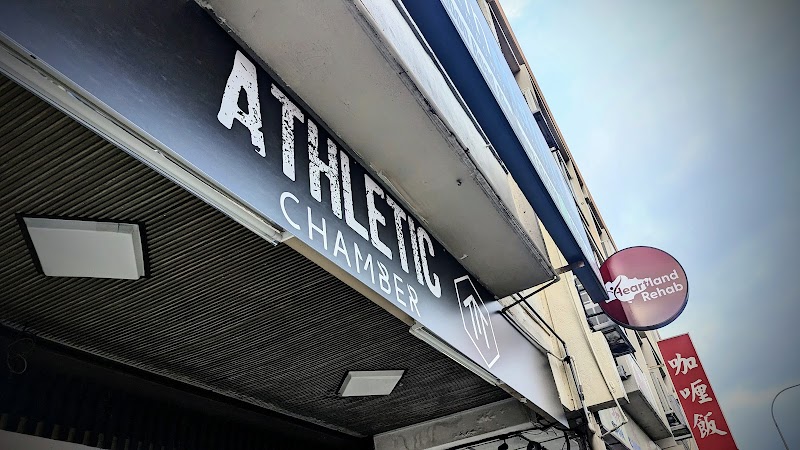 ATHLETIC
CHAMBER
Heartland
Rehab
咖喱飯